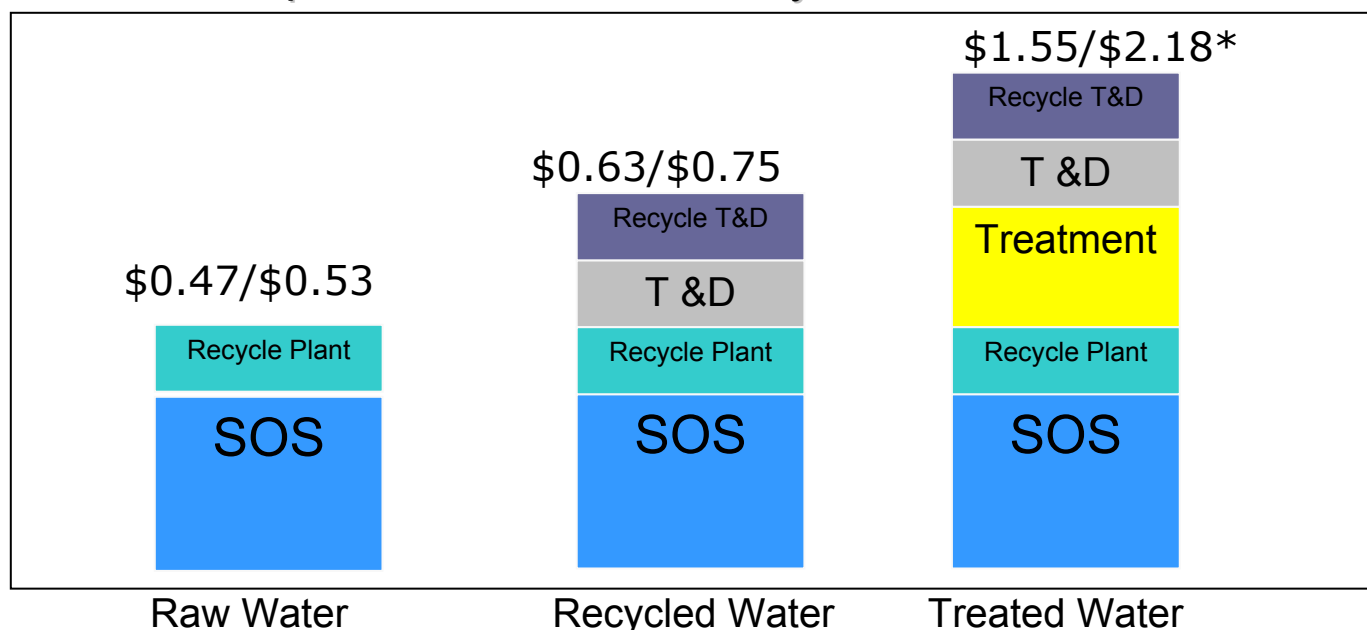 $1.55/$2.18*
Recycle T&D
T &D
Treatment
Recycle Plant
SOS
$0.63/$0.75
Recycle T&D
T &D
Recycle Plant
SOS
$0.47/$0.53
Recycle Plant
SOS
Raw Water
Recycled Water
Treated Water